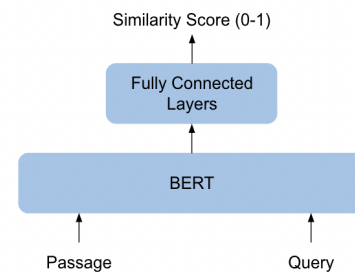 Similarity Score (0-1)
Fully Connected
Layers
BERT
Passage
Query